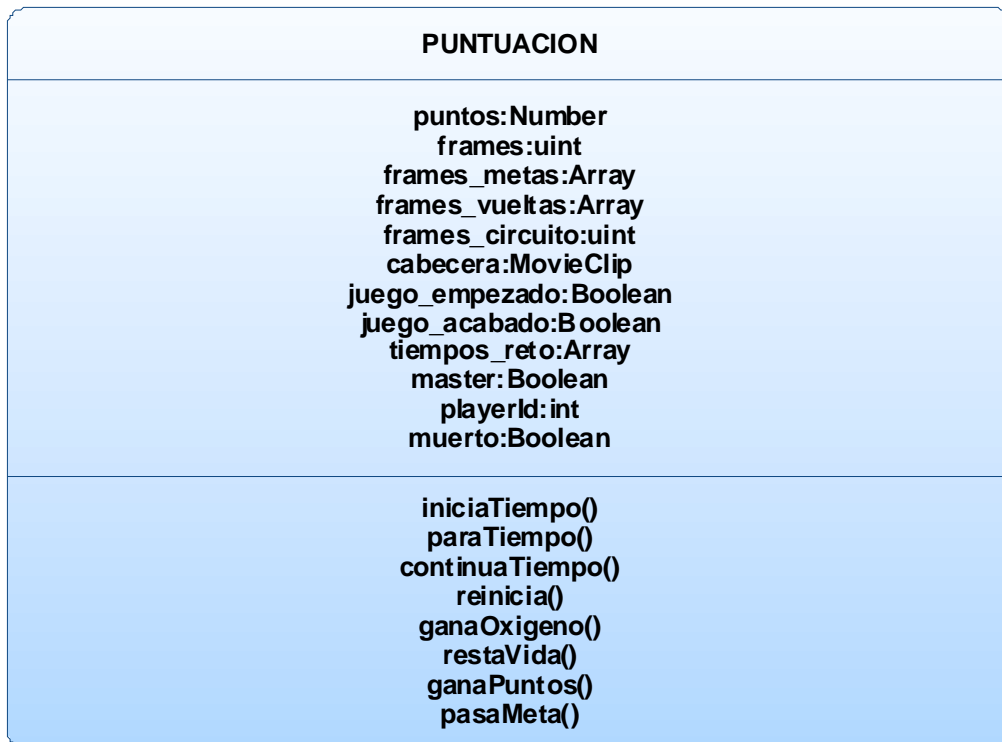 PUNTUACION
puntos:Number
frames:uint
frames_metas:Array
frames_vueltas:Array
frames_circuito:uint
cabecera:MovieClip
juego_empezado:Boolean
juego_acabado:Boolean
tiempos_reto:Array
master:Boolean
playerId:int
muerto:Boolean
iniciaTiempo()
paraTiempo()
continuaTiempo()
reinicia()
ganaOxigeno()
restaVida()
ganaPuntos()
pasaMeta()